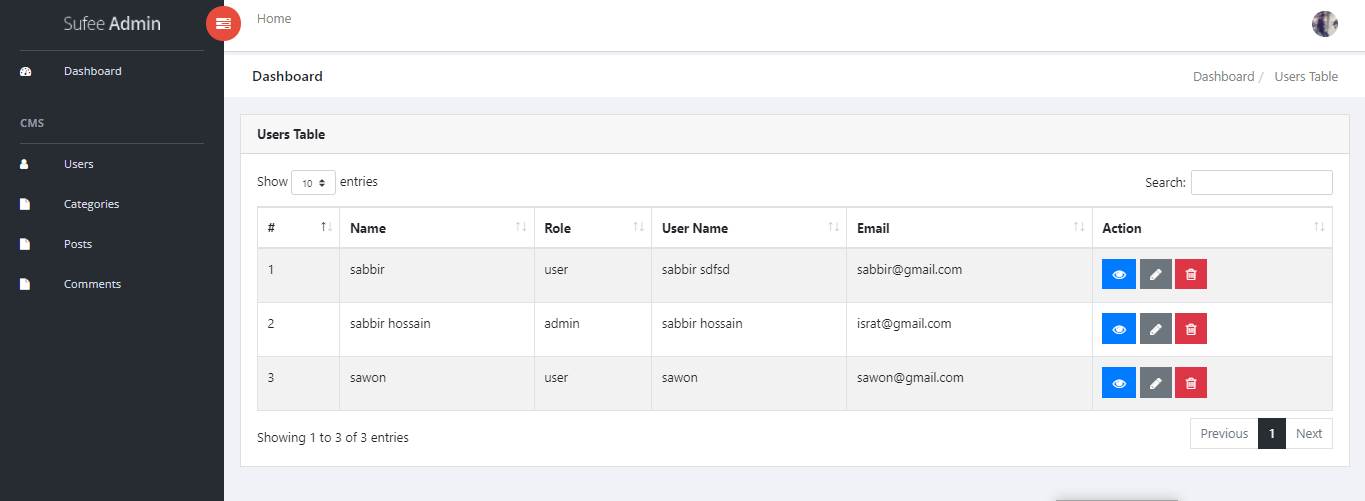 Sufee Admin
Home
Dashboard
CMS
Users
Categories
Posts
Comments
Dashboard
Dashboard / Users Table
Users Table
Show 10 entries
Search:
# Name Role User Name Email Action
1 sabbir user sabbir sdfsd sabbir@gmail.com
2 sabbir hossain admin sabbir hossain israt@gmail.com
3 sawon user sawon sawon@gmail.com
Showing 1 to 3 of 3 entries
Previous 1 Next